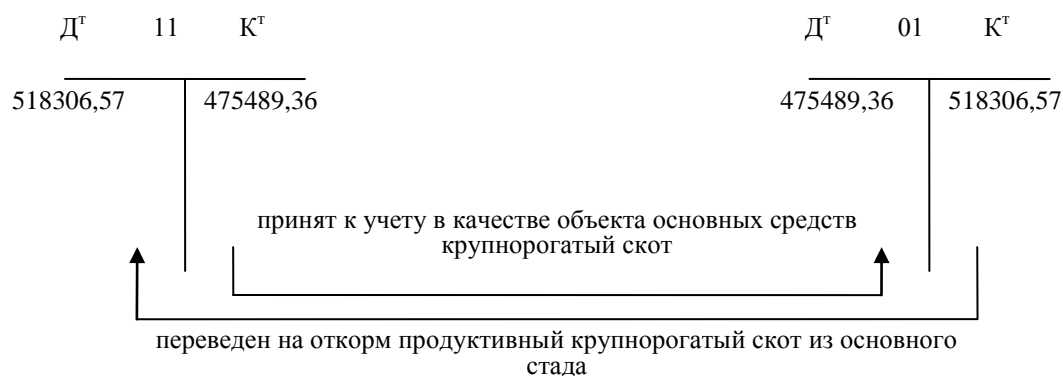 Дт 11 Кт Дт 01 Кт
518306,57 475489,36 475489,36 518306,57
принят к учету в качестве объекта основных средств
крупнорогатый скот
переведен на откорм продуктивный крупнорогатый скот из основного
стада